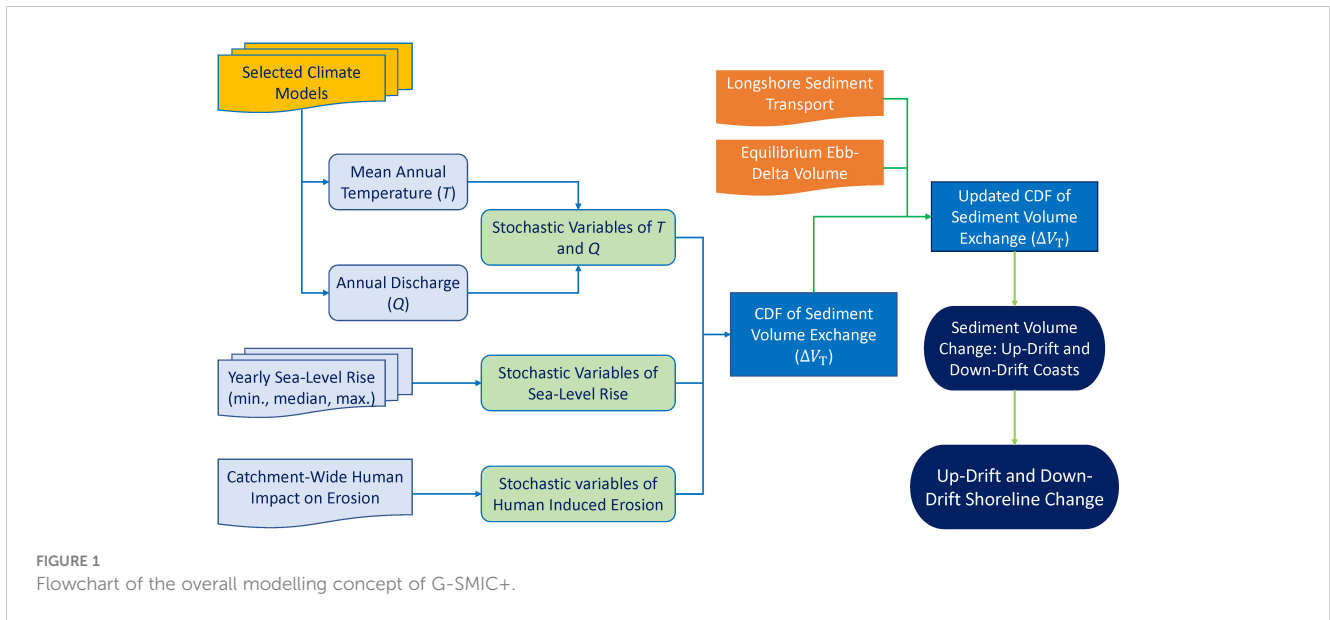 Selected Climate
Models
Mean Annual
Temperature (T)
Annual Discharge
(Q)
Stochastic Variables of T
and Q
Yearly Sea-Level Rise
(min., median, max.)
Stochastic Variables of
Sea-Level Rise
Catchment-Wide Human
Impact on Erosion
Stochastic variables of
Human Induced Erosion
CDF of Sediment
Volume Exchange
(ΔV_T)
Longshore Sediment
Transport
Equilibrium Ebb-
Delta Volume
Updated CDF of
Sediment Volume
Exchange (ΔV_T)
Sediment Volume
Change: Up-Drift and
Down-Drift Coasts
Up-Drift and Down-
Drift Shoreline Change
FIGURE 1
Flowchart of the overall modelling concept of G-SMIC+.